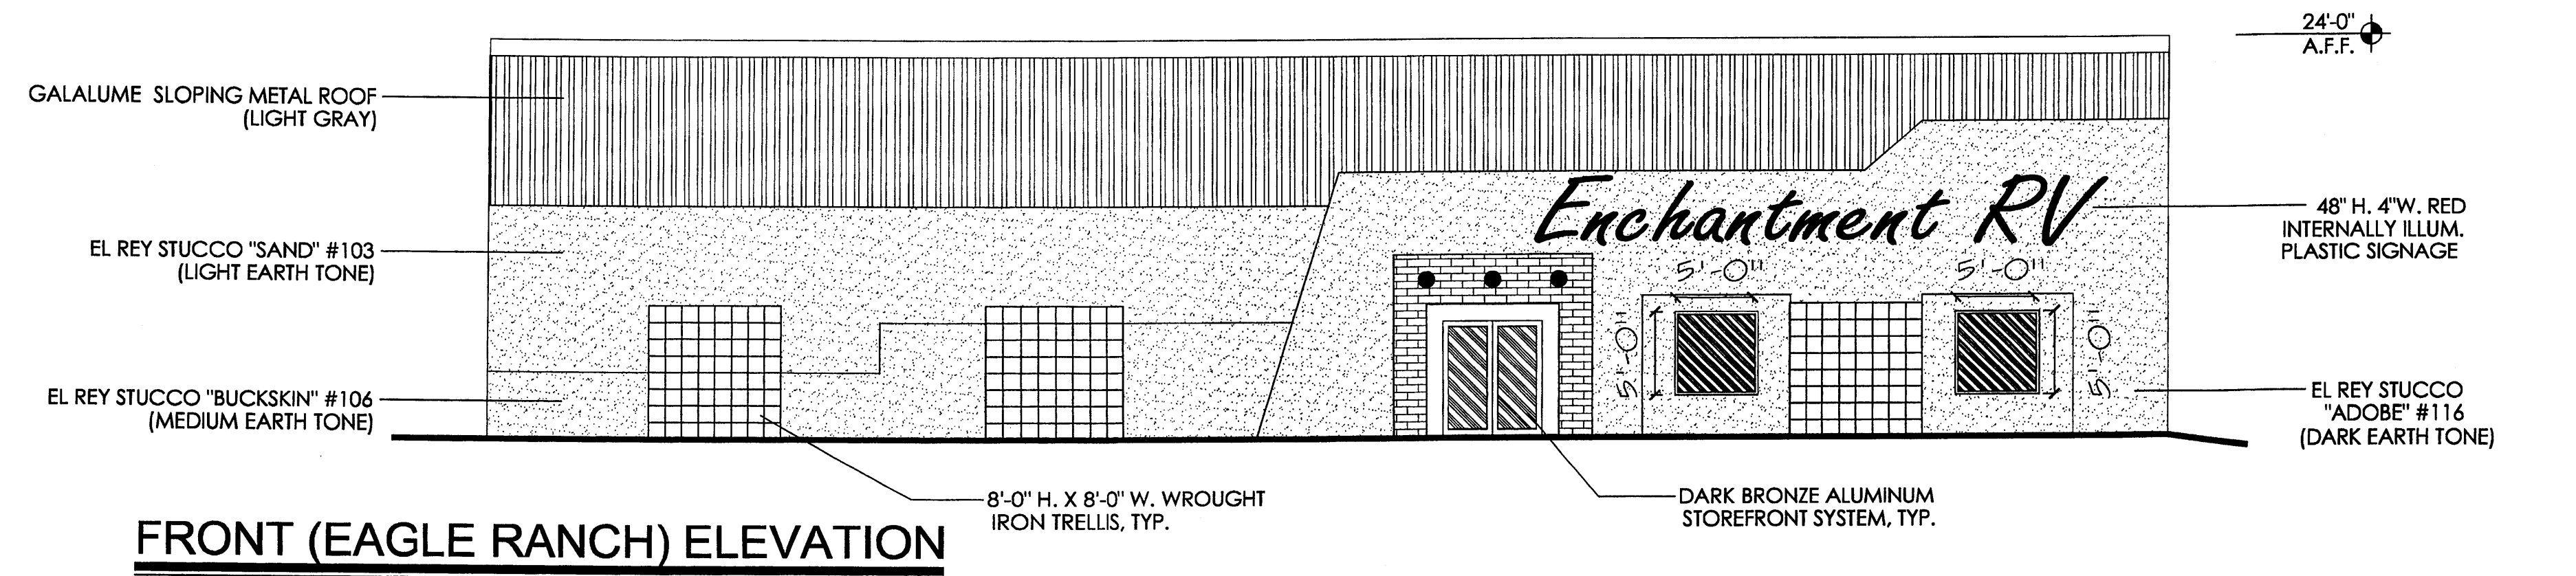 24'-0"
A.F.F.
GALALUME SLOPING METAL ROOF
(LIGHT GRAY)
Enchantment RV
48" H. 4"W. RED
INTERNALLY ILLUM.
PLASTIC SIGNAGE
EL REY STUCCO "SAND" #103
(LIGHT EARTH TONE)
5'-0"
5'-0"
5'-0"
5'-0"
EL REY STUCCO "BUCKSKIN" #106
(MEDIUM EARTH TONE)
EL REY STUCCO
"ADOBE" #116
(DARK EARTH TONE)
8'-0" H. X 8'-0" W. WROUGHT
IRON TRELLIS, TYP.
DARK BRONZE ALUMINUM
STOREFRONT SYSTEM, TYP.
FRONT (EAGLE RANCH) ELEVATION